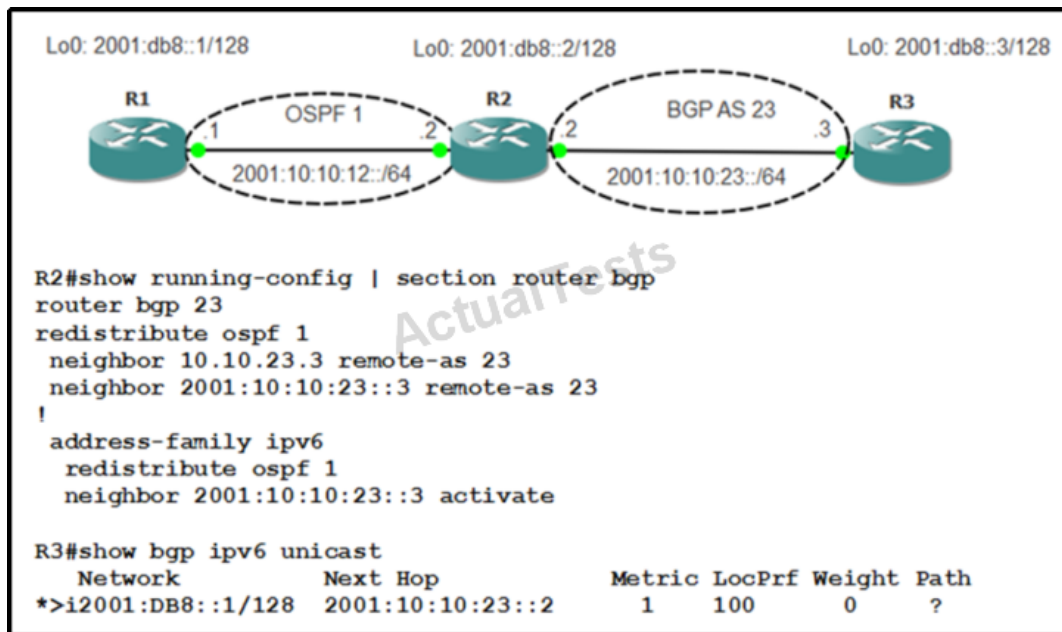 Lo0: 2001:db8::1/128 Lo0: 2001:db8::2/128 Lo0: 2001:db8::3/128
R1 OSPF 1 R2 BGP AS 23 R3
.1 .2 .2 .3
2001:10:10:12::/64 2001:10:10:23::/64
ActualTests
R2#show running-config | section router bgp
router bgp 23
redistribute ospf 1
neighbor 10.10.23.3 remote-as 23
neighbor 2001:10:10:23::3 remote-as 23
!
address-family ipv6
redistribute ospf 1
neighbor 2001:10:10:23::3 activate
R3#show bgp ipv6 unicast
Network Next Hop Metric LocPrf Weight Path
*>i2001:DB8::1/128 2001:10:10:23::2 1 100 0 ?